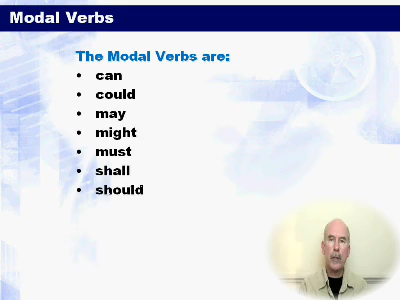 Modal Verbs
The Modal Verbs are:
• can
• could
• may
• might
• must
• shall
• should